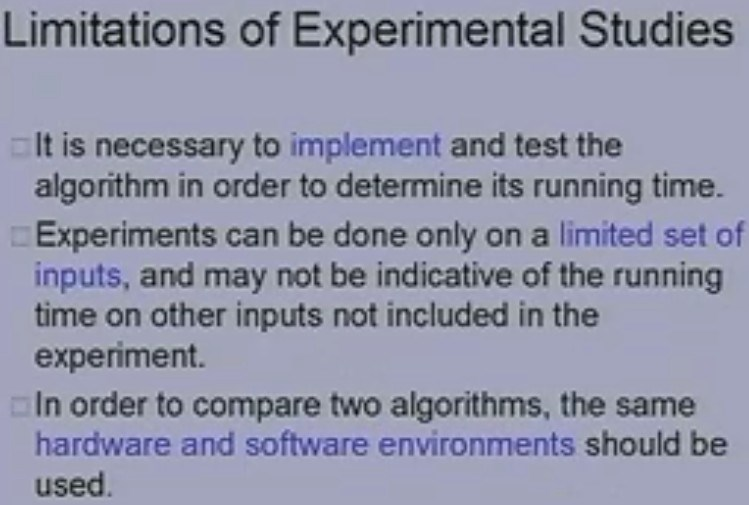 Limitations of Experimental Studies
It is necessary to implement and test the
algorithm in order to determine its running time.
Experiments can be done only on a limited set of
inputs, and may not be indicative of the running
time on other inputs not included in the
experiment.
In order to compare two algorithms, the same
hardware and software environments should be
used.